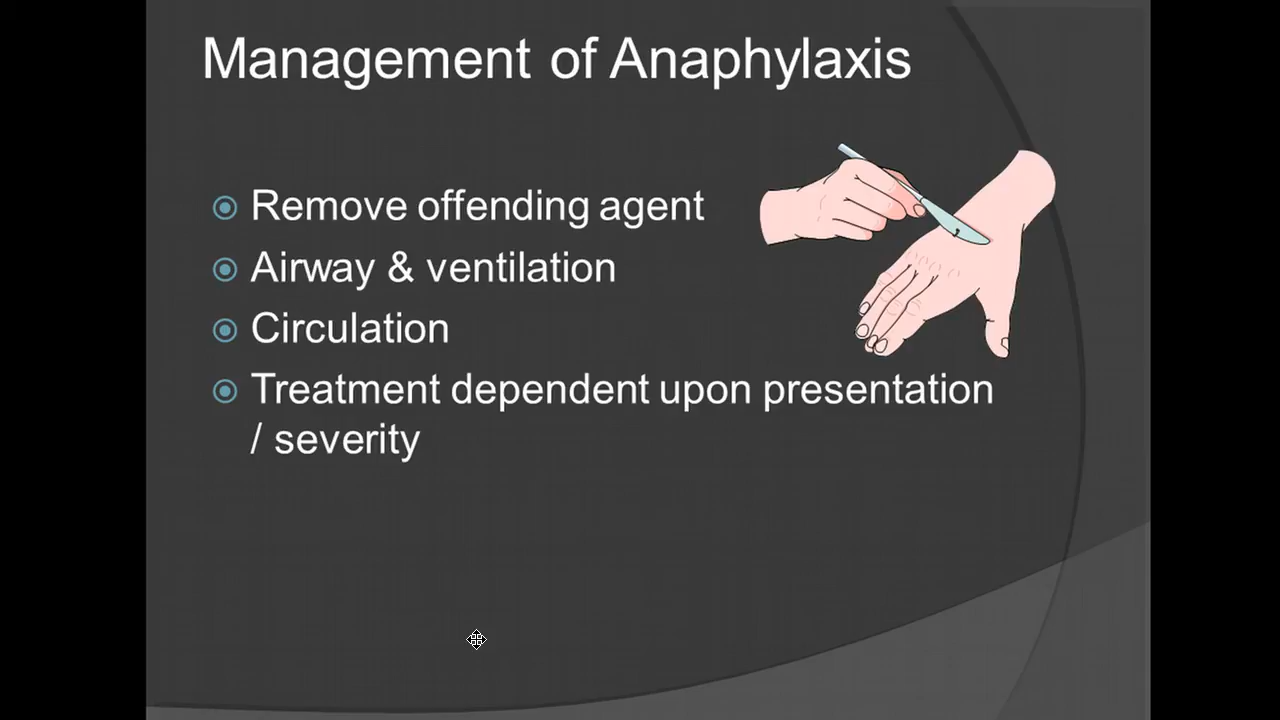 Management of Anaphylaxis
Remove offending agent
Airway & ventilation
Circulation
Treatment dependent upon presentation
/ severity